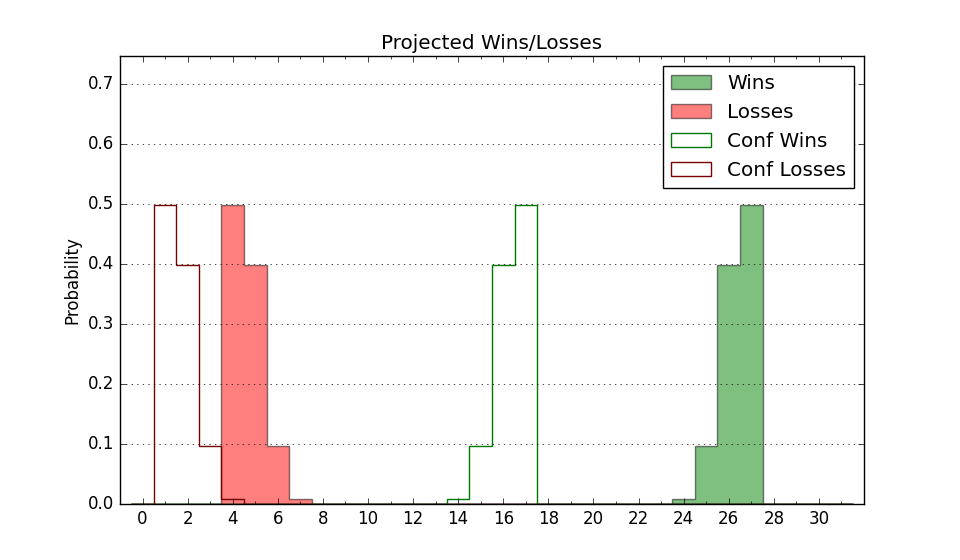 Projected Wins/Losses
Probability
0.7
0.6
0.5
0.4
0.3
0.2
0.1
0.0
0 2 4 6 8 10 12 14 16 18 20 22 24 26 28 30
Wins
Losses
Conf Wins
Conf Losses